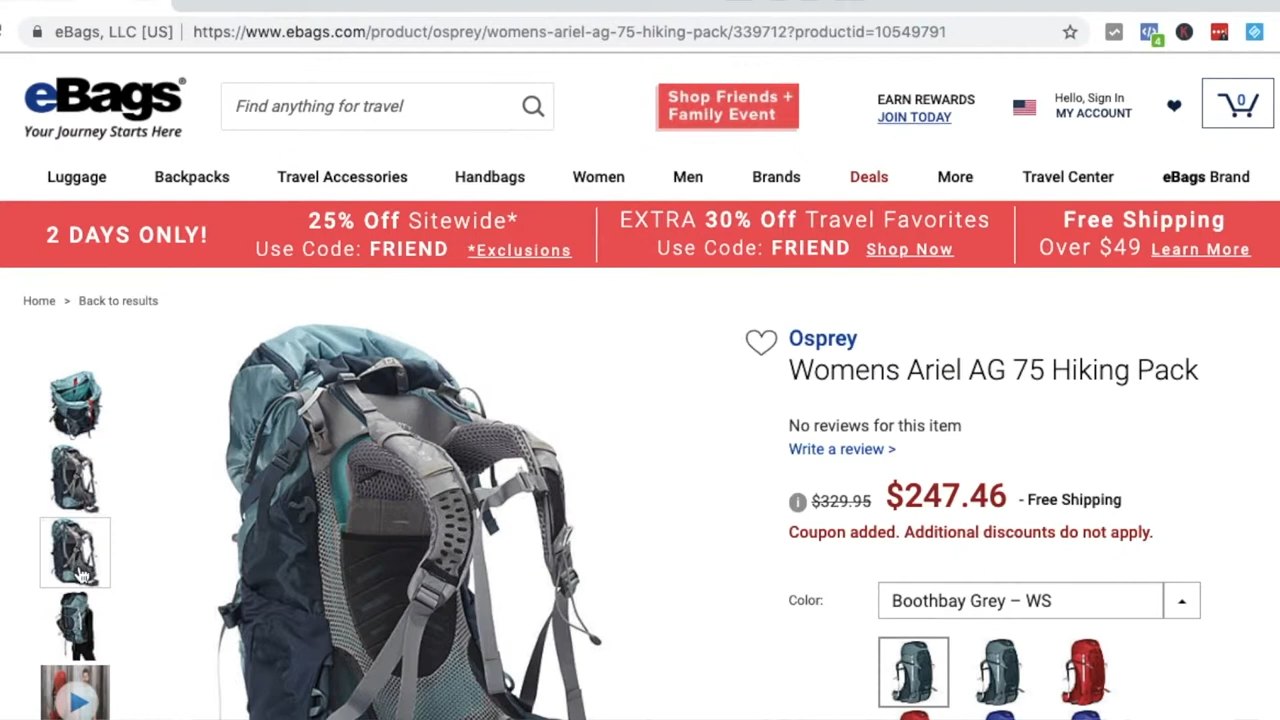 eBags, LLC [US]
https://www.ebags.com/product/osprey/womens-ariel-ag-75-hiking-pack/339712?productid=10549791
4
K
eBags®
Your Journey Starts Here
Find anything for travel
Shop Friends +
Family Event
EARN REWARDS
JOIN TODAY
Hello, Sign In
MY ACCOUNT
0
Luggage
Backpacks
Travel Accessories
Handbags
Women
Men
Brands
Deals
More
Travel Center
eBags Brand
2 DAYS ONLY!
25% Off Sitewide*
Use Code: FRIEND *Exclusions
EXTRA 30% Off Travel Favorites
Use Code: FRIEND Shop Now
Free Shipping
Over $49 Learn More
Home > Back to results
Osprey
Womens Ariel AG 75 Hiking Pack
No reviews for this item
Write a review >
i $329.95 $247.46 - Free Shipping
Coupon added. Additional discounts do not apply.
Color: Boothbay Grey – WS